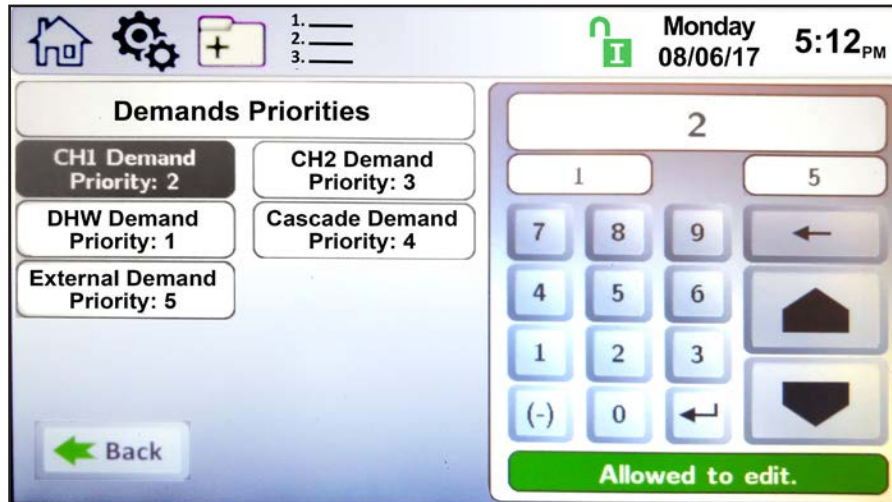 1.
2.
3.
I
Monday
08/06/17
5:12 PM
Demands Priorities
CH1 Demand
Priority: 2
CH2 Demand
Priority: 3
DHW Demand
Priority: 1
Cascade Demand
Priority: 4
External Demand
Priority: 5
Back
2
1
5
7 8 9
4 5 6
1 2 3
(-) 0
Allowed to edit.